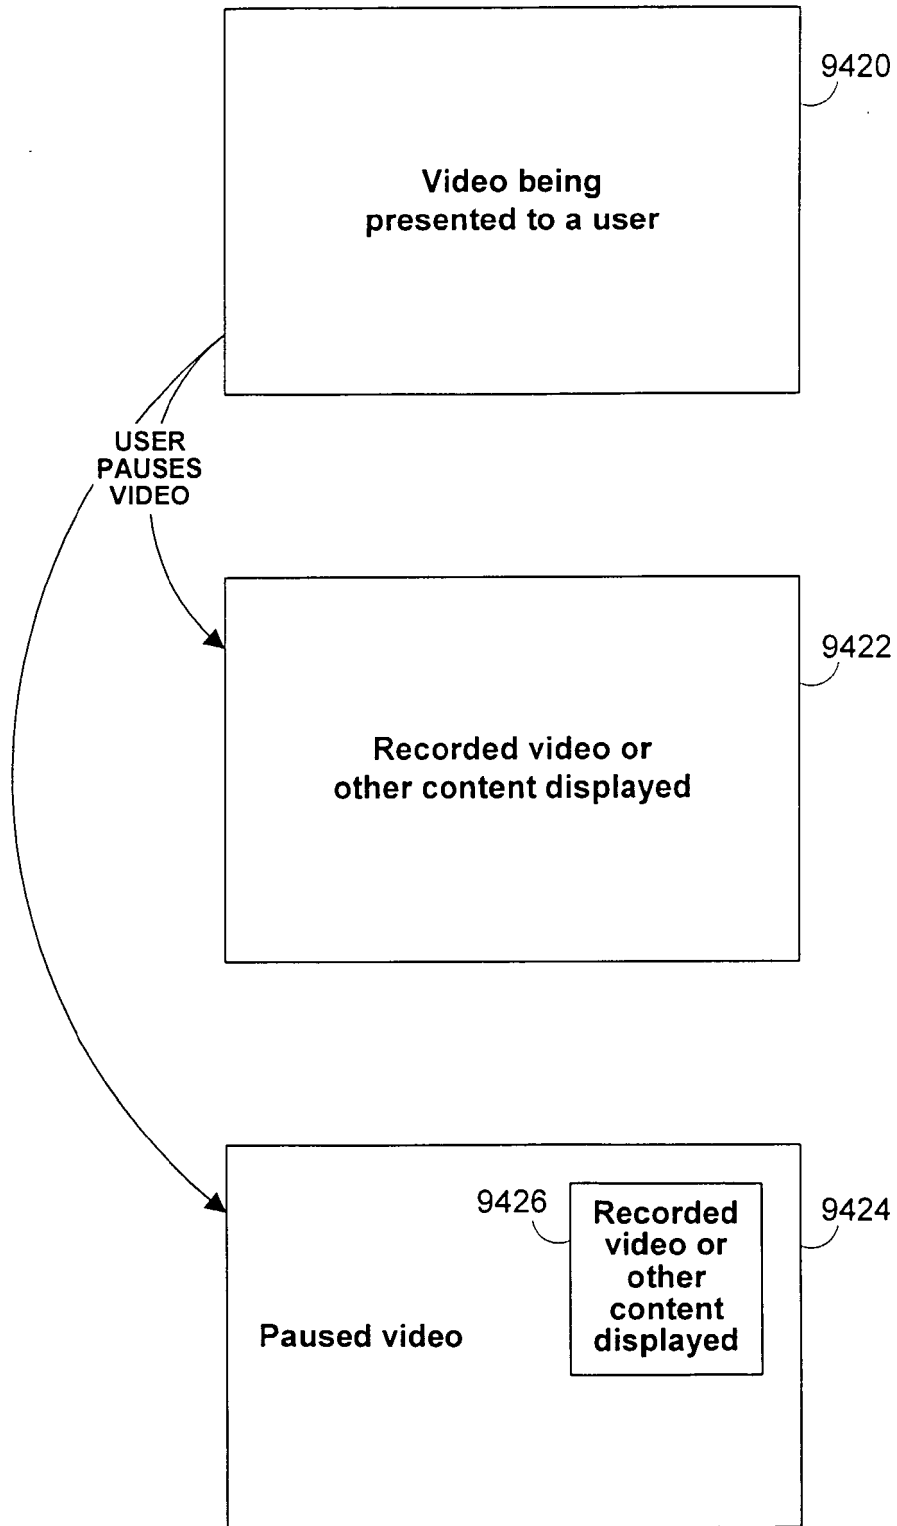 9420
Video being
presented to a user
USER
PAUSES
VIDEO
9422
Recorded video or
other content displayed
9426
Recorded
video or
other
content
displayed
9424
Paused video